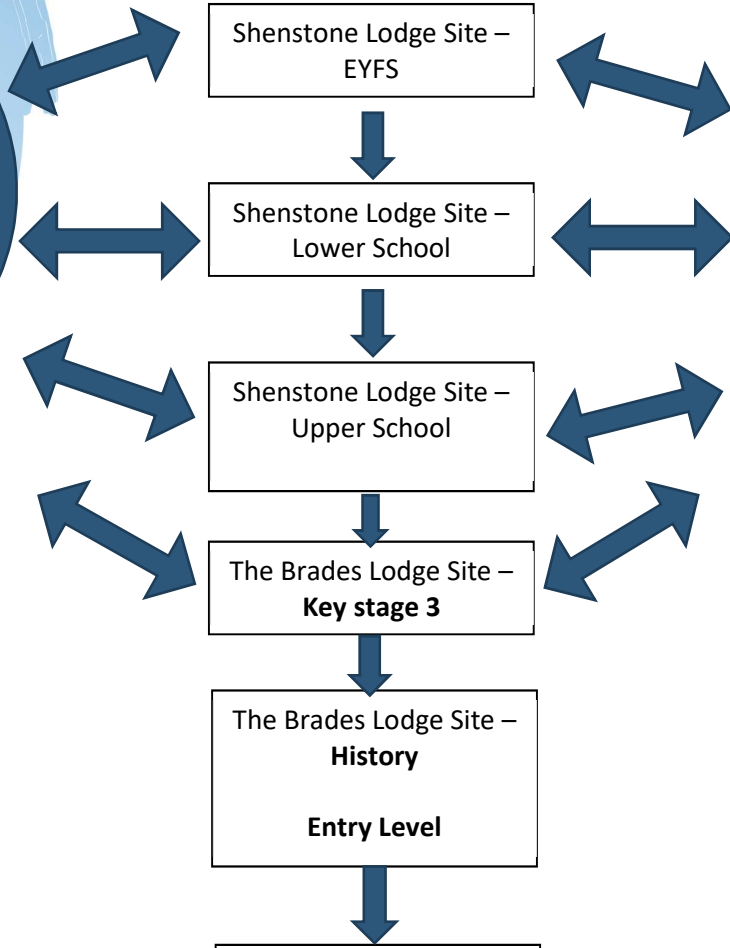 Shenstone Lodge Site –
EYFS
Shenstone Lodge Site –
Lower School
Shenstone Lodge Site –
Upper School
The Brades Lodge Site –
Key stage 3
The Brades Lodge Site –
History
Entry Level